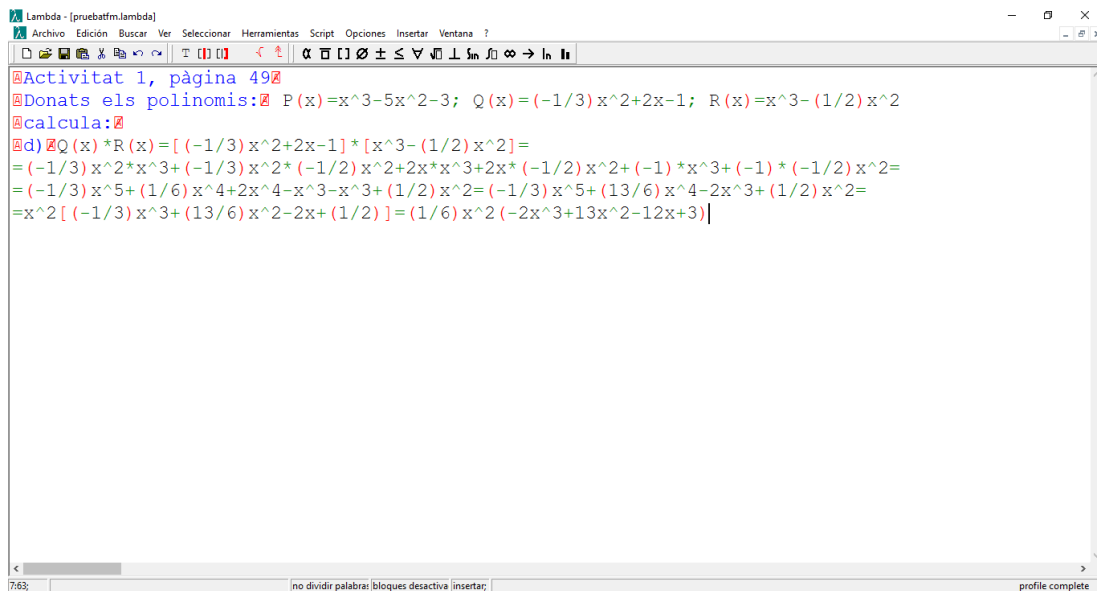 Lambda - [pruebatfm.lambda]
Archivo Edición Buscar Ver Seleccionar Herramientas Script Opciones Insertar Ventana ?
Activitat 1, pàgina 49
Donats els polinomis: P(x)=x^3-5x^2-3; Q(x)=(-1/3)x^2+2x-1; R(x)=x^3-(1/2)x^2
calcula:
d) Q(x)*R(x)=[(-1/3)x^2+2x-1]*[x^3-(1/2)x^2]=
=(-1/3)x^2*x^3+(-1/3)x^2*(-1/2)x^2+2x*x^3+2x*(-1/2)x^2+(-1)*x^3+(-1)*(-1/2)x^2=
=(-1/3)x^5+(1/6)x^4+2x^4-x^3-x^3+(1/2)x^2=(-1/3)x^5+(13/6)x^4-2x^3+(1/2)x^2=
=x^2[(-1/3)x^3+(13/6)x^2-2x+(1/2)]=(1/6)x^2(-2x^3+13x^2-12x+3)
7:63; no dividir palabra: bloques desactiva insertar; profile complete